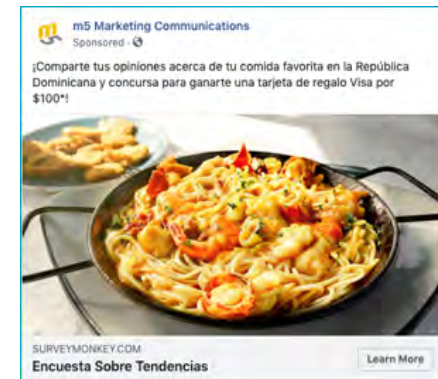 m5 Marketing Communications
Sponsored ·
¡Comparte tus opiniones acerca de tu comida favorita en la República
Dominicana y concursa para ganarte una tarjeta de regalo Visa por
$100*!
SURVEYMONKEY.COM
Encuesta Sobre Tendencias
Learn More